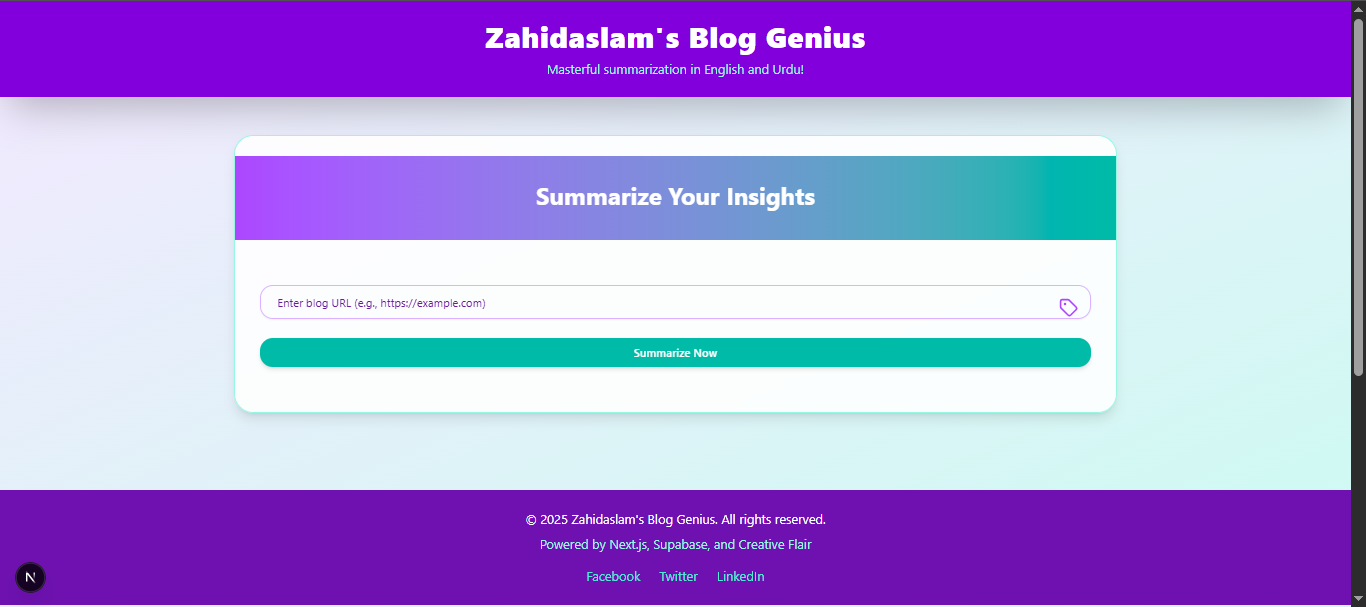 Zahidaslam's Blog Genius
Masterful summarization in English and Urdu!
Summarize Your Insights
Enter blog URL (e.g., https://example.com)
Summarize Now
© 2025 Zahidaslam's Blog Genius. All rights reserved.
Powered by Next.js, Supabase, and Creative Flair
Facebook Twitter LinkedIn
N